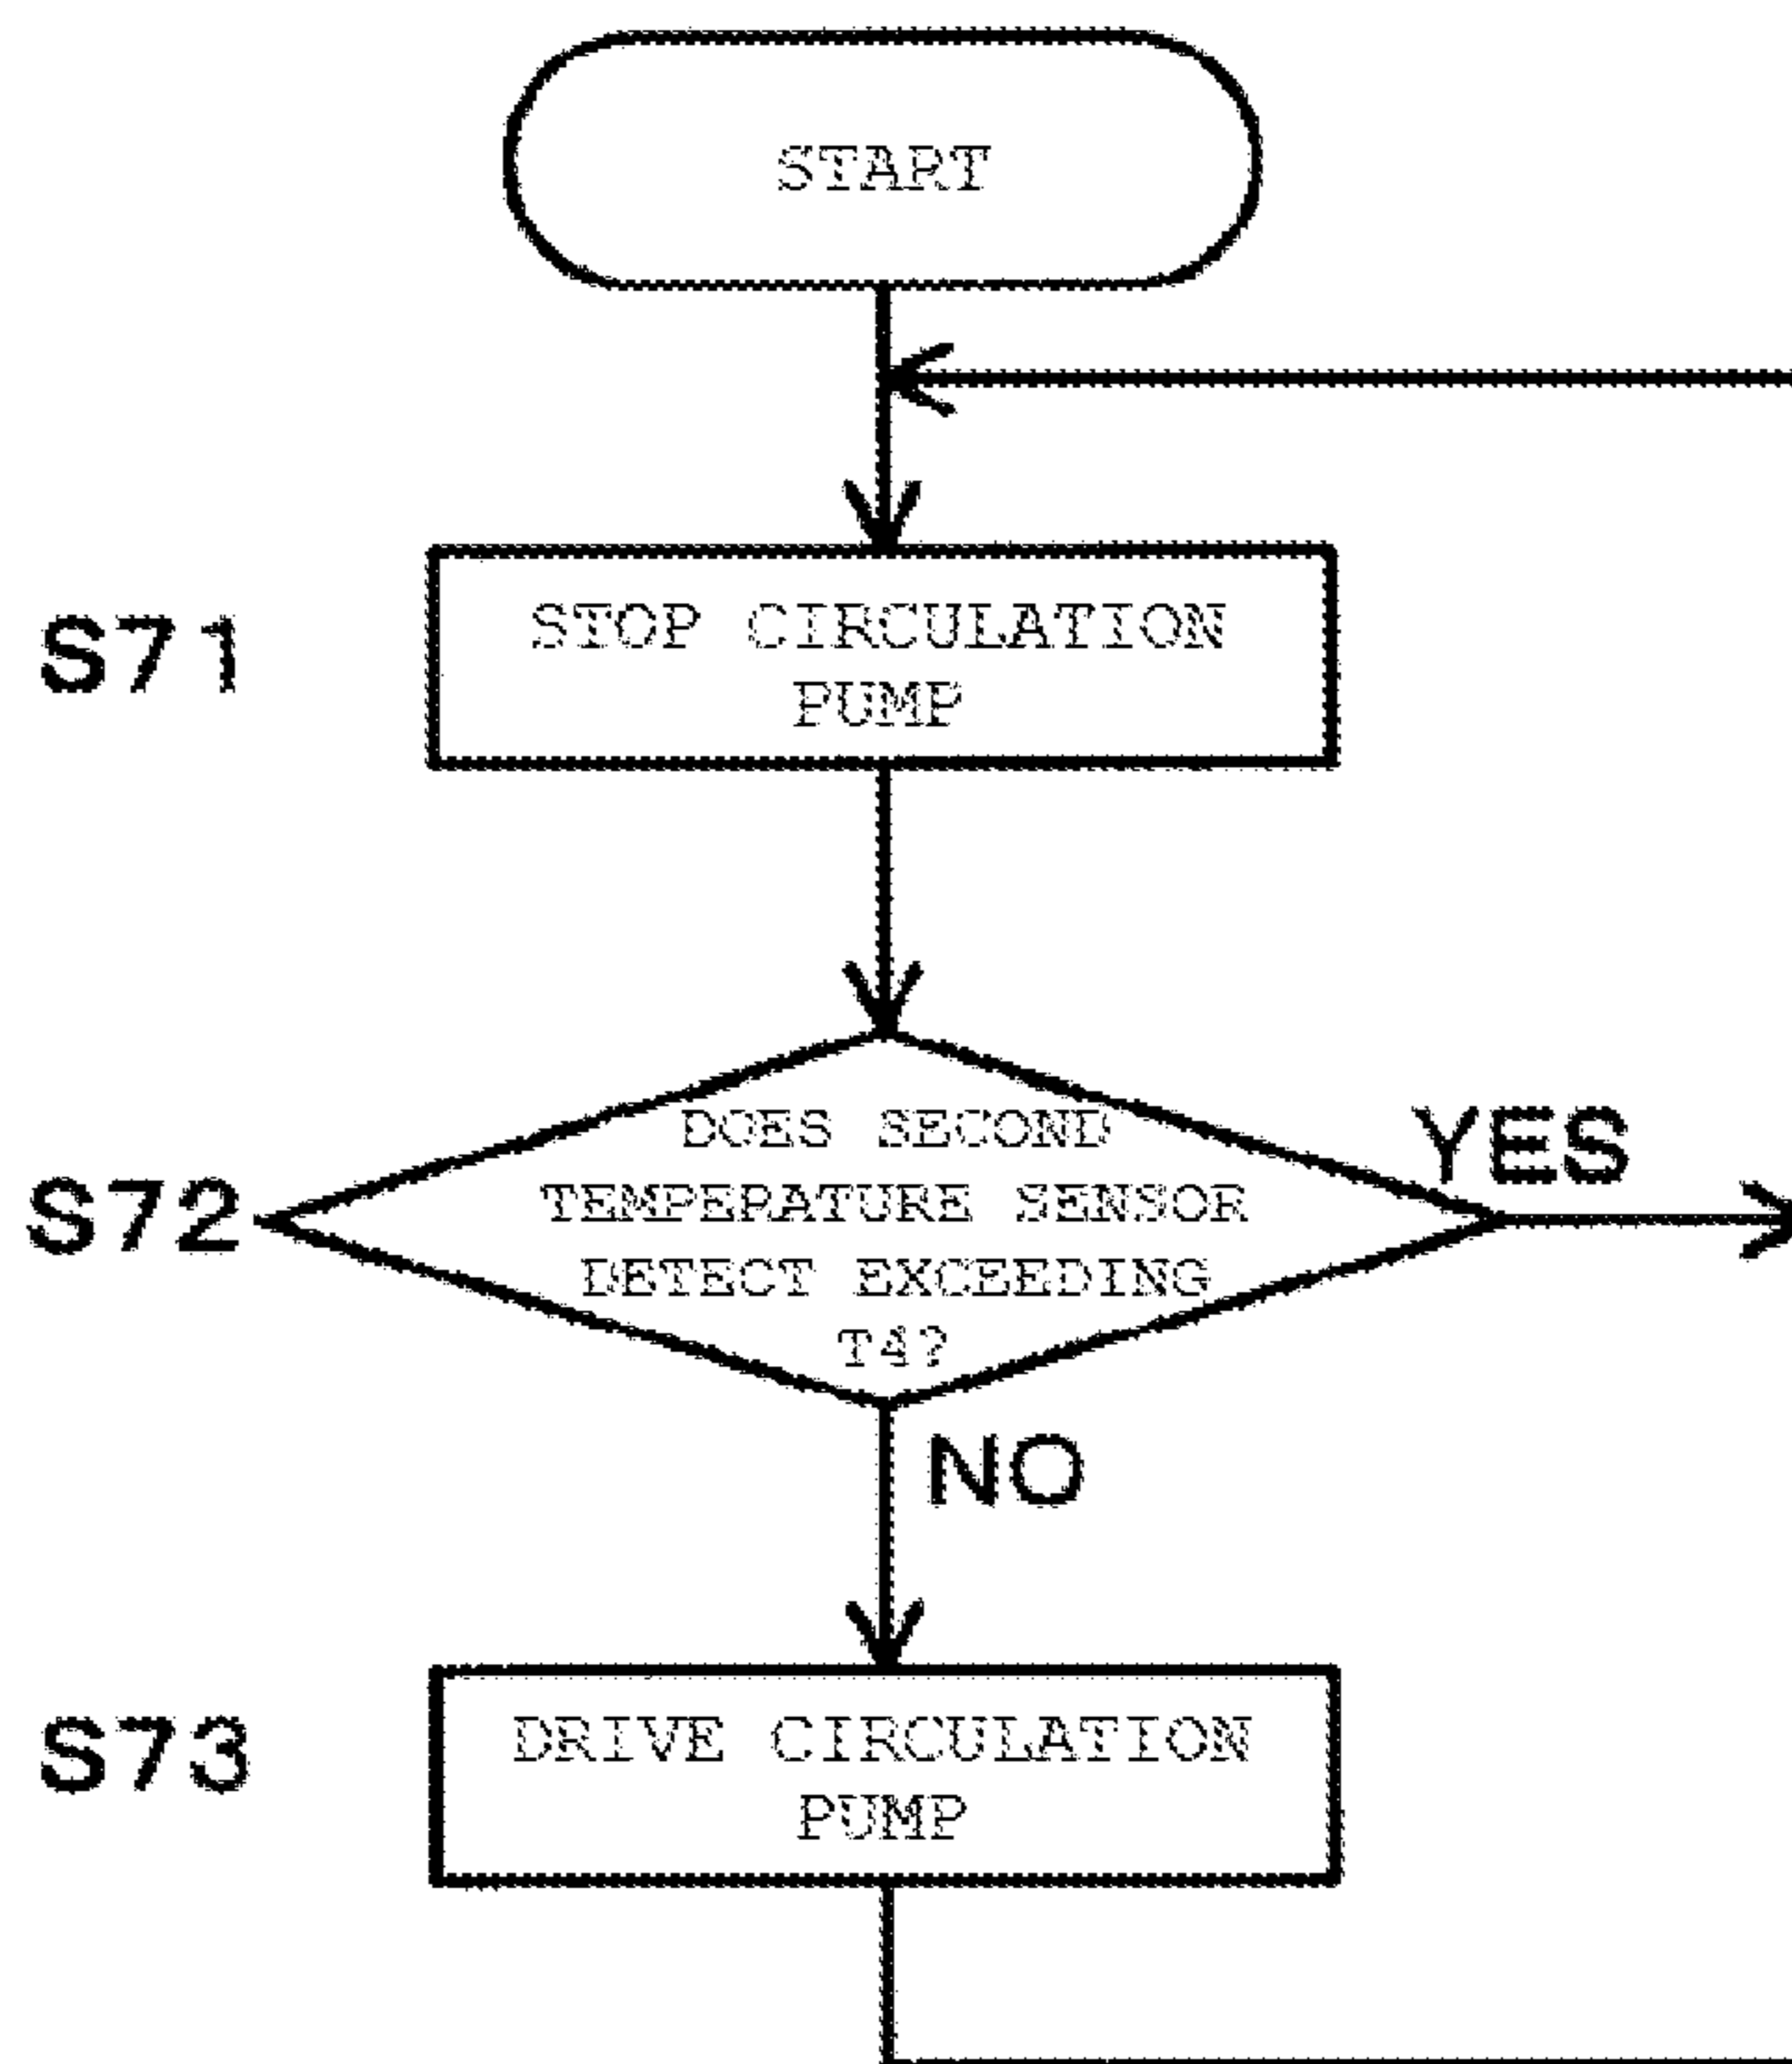 START
S71
STOP CIRCULATION
PUMP
S72
DOES SECOND
TEMPERATURE SENSOR
DETECT EXCEEDING
T4?
YES
NO
S73
DRIVE CIRCULATION
PUMP